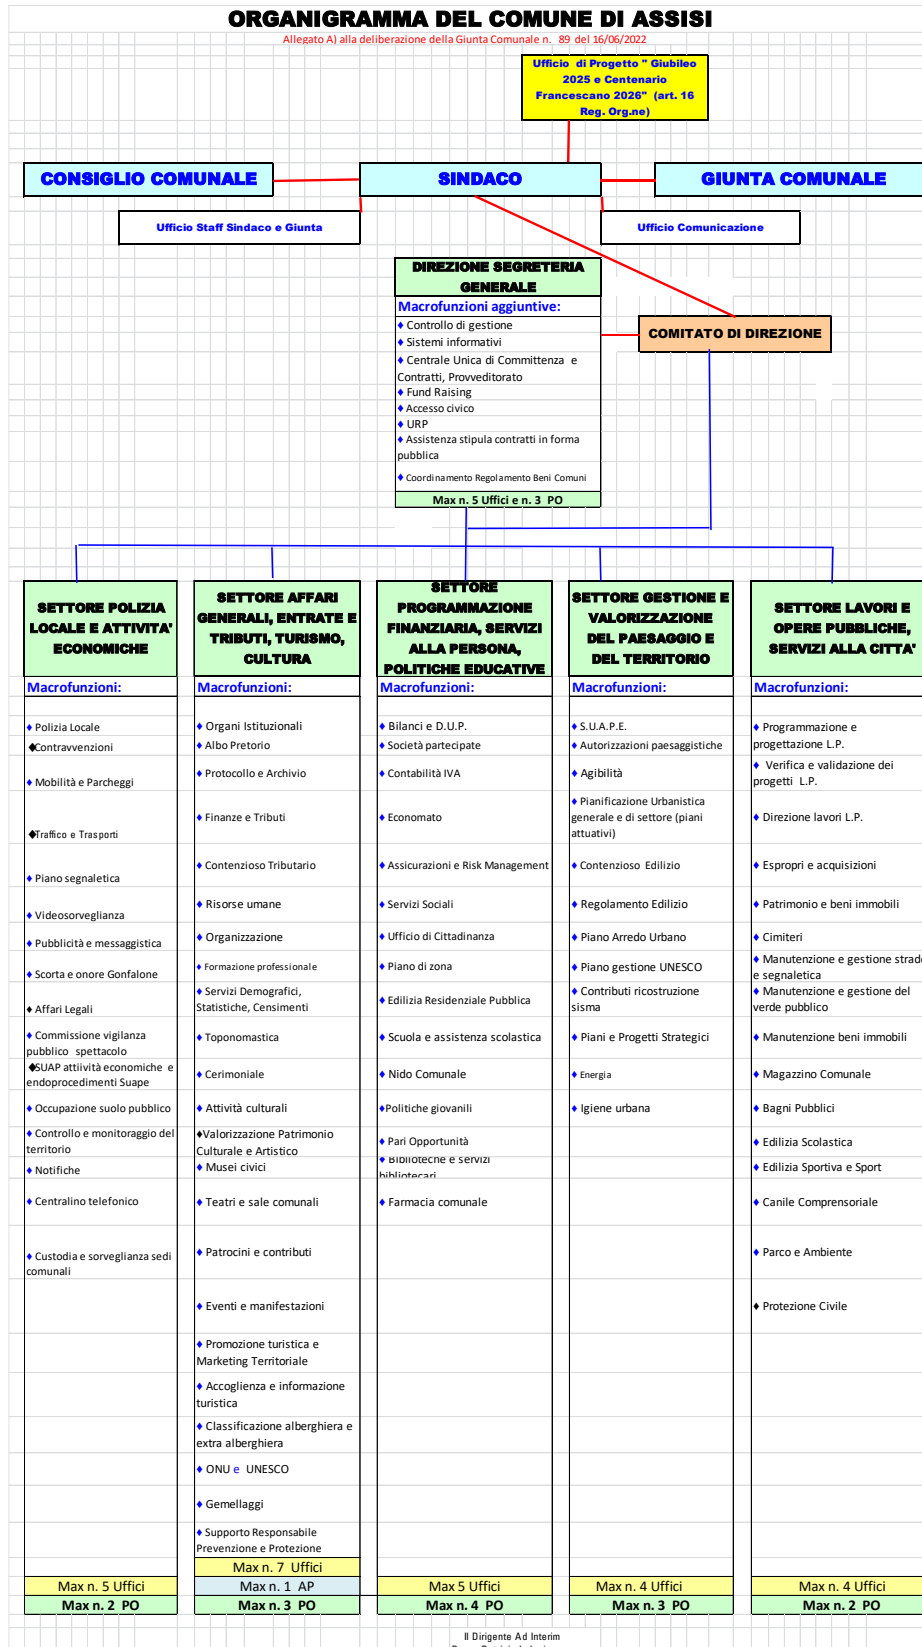 ORGANIGRAMMA DEL COMUNE DI ASSISI
Allegato A) alla deliberazione della Giunta Comunale n. 89 del 16/06/2022
Ufficio di Progetto " Giubileo
2025 e Centenario
Francescano 2026" (art. 16
Reg. Org.ne)
CONSIGLIO COMUNALE
SINDACO
GIUNTA COMUNALE
Ufficio Staff Sindaco e Giunta
Ufficio Comunicazione
DIREZIONE SEGRETERIA
GENERALE
Macrofunzioni aggiuntive:
♦ Controllo di gestione
♦ Sistemi informativi
♦ Centrale Unica di Committenza e
Contratti, Provveditorato
♦ Fund Raising
♦ Accesso civico
♦ URP
♦ Assistenza stipula contratti in forma
pubblica
♦ Coordinamento Regolamento Beni Comuni
Max n. 5 Uffici e n. 3 PO
COMITATO DI DIREZIONE
SETTORE POLIZIA
LOCALE E ATTIVITA'
ECONOMICHE
Macrofunzioni:
♦ Polizia Locale
♦Contravvenzioni
♦ Mobilità e Parcheggi
♦Traffico e Trasporti
♦ Piano segnaletica
♦ Videosorveglianza
♦ Pubblicità e messaggistica
♦ Scorta e onore Gonfalone
♦ Affari Legali
♦ Commissione vigilanza
pubblico spettacolo
♦SUAP attiività economiche e
endoprocedimenti Suape
♦ Occupazione suolo pubblico
♦ Controllo e monitoraggio del
territorio
♦ Notifiche
♦ Centralino telefonico
♦ Custodia e sorveglianza sedi
comunali
Max n. 5 Uffici
Max n. 2 PO
SETTORE AFFARI
GENERALI, ENTRATE E
TRIBUTI, TURISMO,
CULTURA
Macrofunzioni:
♦ Organi Istituzionali
♦ Albo Pretorio
♦ Protocollo e Archivio
♦ Finanze e Tributi
♦ Contenzioso Tributario
♦ Risorse umane
♦ Organizzazione
♦ Formazione professionale
♦ Servizi Demografici,
Statistiche, Censimenti
♦ Toponomastica
♦ Cerimoniale
♦ Attività culturali
♦Valorizzazione Patrimonio
Culturale e Artistico
♦ Musei civici
♦ Teatri e sale comunali
♦ Patrocini e contributi
♦ Eventi e manifestazioni
♦ Promozione turistica e
Marketing Territoriale
♦ Accoglienza e informazione
turistica
♦ Classificazione alberghiera e
extra alberghiera
♦ ONU e UNESCO
♦ Gemellaggi
♦ Supporto Responsabile
Prevenzione e Protezione
Max n. 7 Uffici
Max n. 1 AP
Max n. 3 PO
SETTORE
PROGRAMMAZIONE
FINANZIARIA, SERVIZI
ALLA PERSONA,
POLITICHE EDUCATIVE
Macrofunzioni:
♦ Bilanci e D.U.P.
♦ Società partecipate
♦ Contabilità IVA
♦ Economato
♦ Assicurazioni e Risk Management
♦ Servizi Sociali
♦ Ufficio di Cittadinanza
♦ Piano di zona
♦ Edilizia Residenziale Pubblica
♦ Scuola e assistenza scolastica
♦ Nido Comunale
♦Politiche giovanili
♦ Pari Opportunità
♦ Biblioteche e servizi
bibliotecari
♦ Farmacia comunale
Max 5 Uffici
Max n. 4 PO
SETTORE GESTIONE E
VALORIZZAZIONE
DEL PAESAGGIO E
DEL TERRITORIO
Macrofunzioni:
♦ S.U.A.P.E.
♦ Autorizzazioni paesaggistiche
♦ Agibilità
♦ Pianificazione Urbanistica
generale e di settore (piani
attuativi)
♦ Contenzioso Edilizio
♦ Regolamento Edilizio
♦ Piano Arredo Urbano
♦ Piano gestione UNESCO
♦ Contributi ricostruzione
sisma
♦ Piani e Progetti Strategici
♦ Energia
♦ Igiene urbana
Max n. 4 Uffici
Max n. 3 PO
SETTORE LAVORI E
OPERE PUBBLICHE,
SERVIZI ALLA CITTA'
Macrofunzioni:
♦ Programmazione e
progettazione L.P.
♦ Verifica e validazione dei
progetti L.P.
♦ Direzione lavori L.P.
♦ Espropri e acquisizioni
♦ Patrimonio e beni immobili
♦ Cimiteri
♦ Manutenzione e gestione strade
e segnaletica
♦ Manutenzione e gestione del
verde pubblico
♦ Manutenzione beni immobili
♦ Magazzino Comunale
♦ Bagni Pubblici
♦ Edilizia Scolastica
♦ Edilizia Sportiva e Sport
♦ Canile Comprensoriale
♦ Parco e Ambiente
♦ Protezione Civile
Max n. 4 Uffici
Max n. 2 PO
Il Dirigente Ad Interim